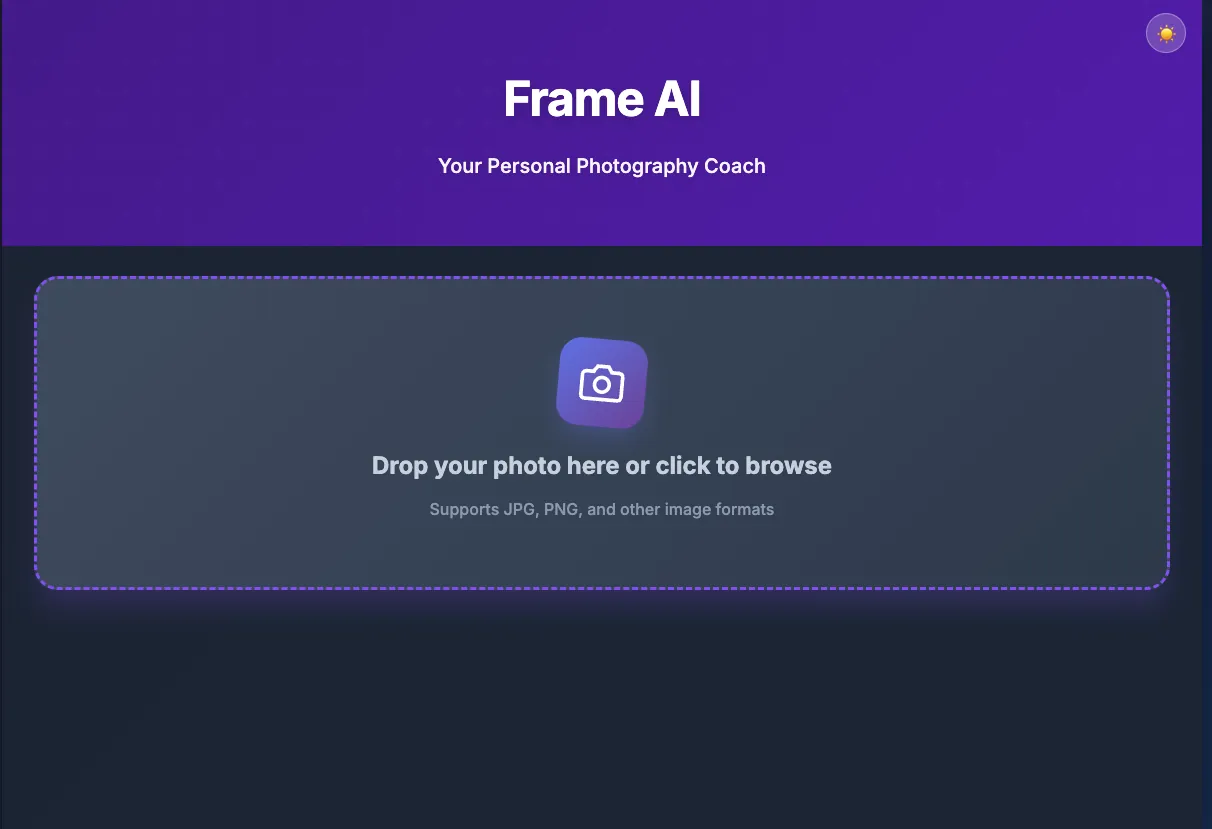 Frame AI
Your Personal Photography Coach
Drop your photo here or click to browse
Supports JPG, PNG, and other image formats